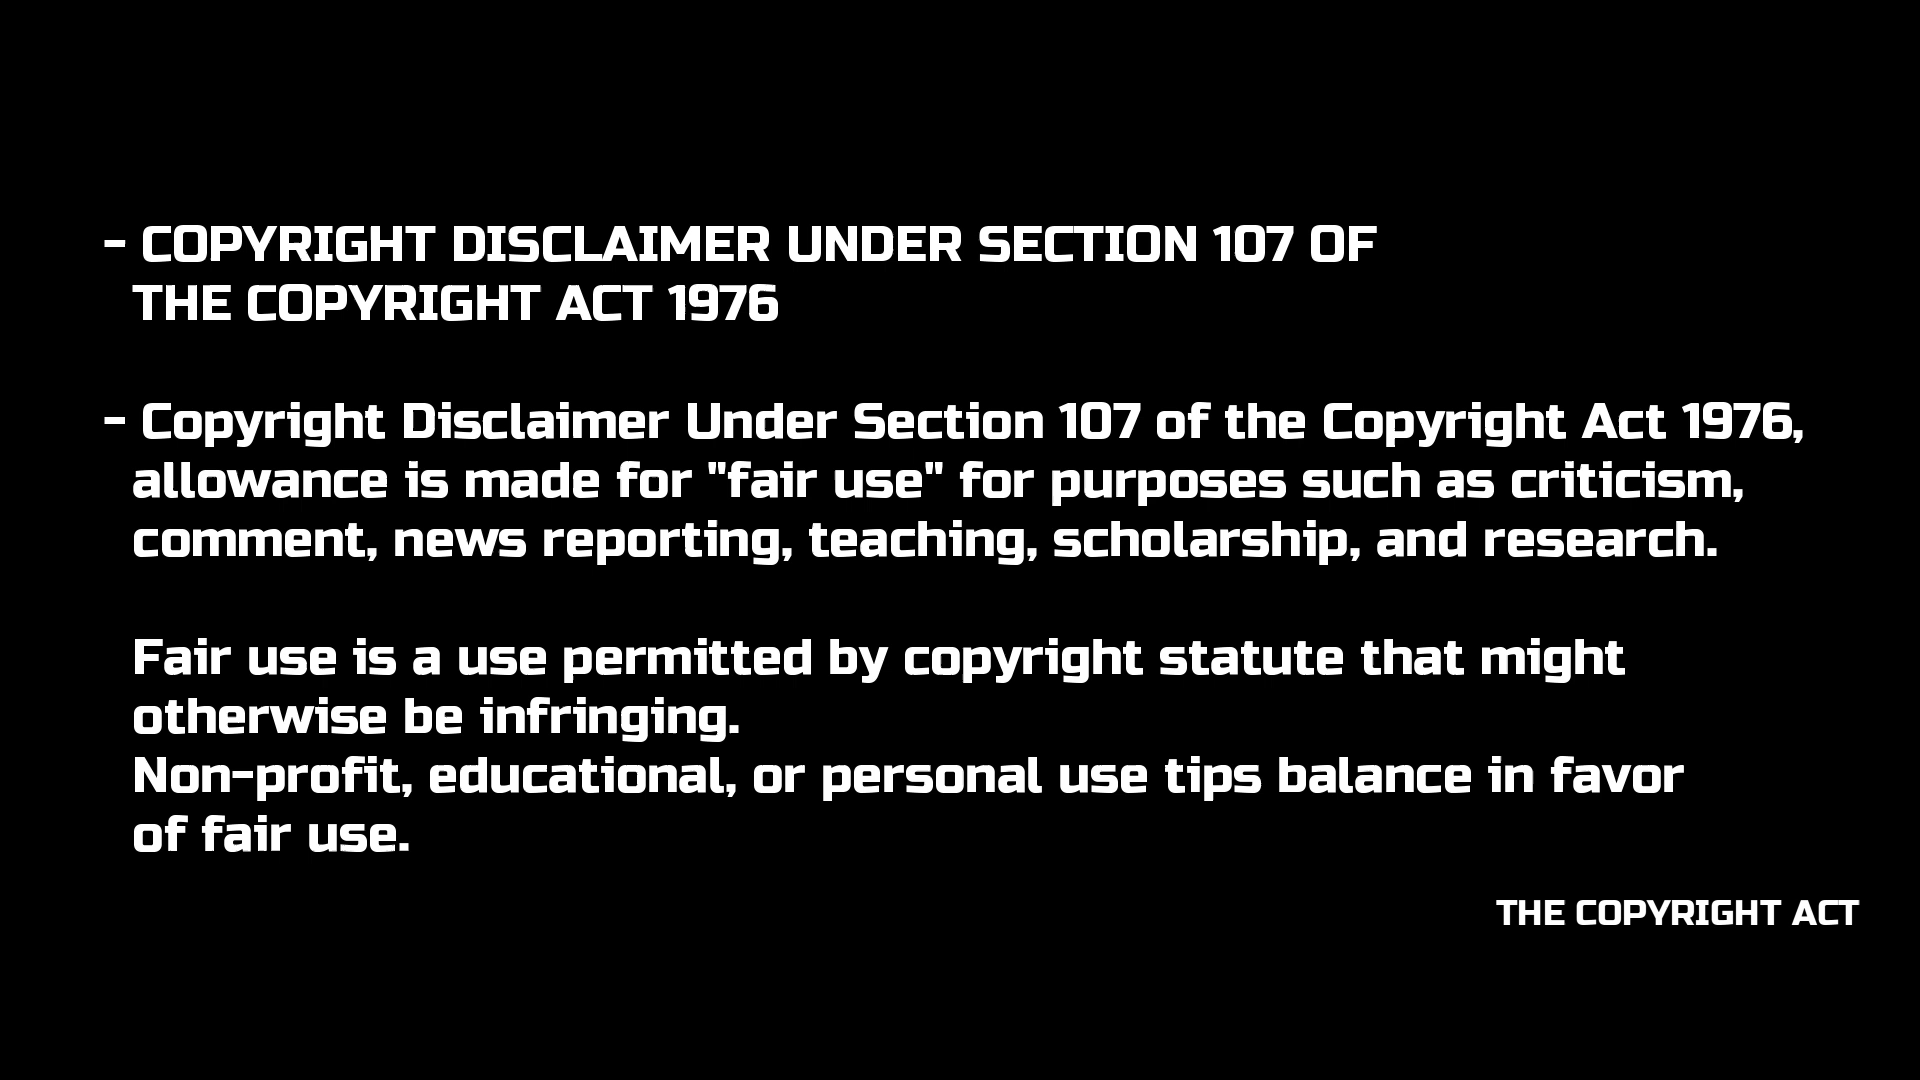 - COPYRIGHT DISCLAIMER UNDER SECTION 107 OF
THE COPYRIGHT ACT 1976
- Copyright Disclaimer Under Section 107 of the Copyright Act 1976,
allowance is made for "fair use" for purposes such as criticism,
comment, news reporting, teaching, scholarship, and research.
Fair use is a use permitted by copyright statute that might
otherwise be infringing.
Non-profit, educational, or personal use tips balance in favor
of fair use.
THE COPYRIGHT ACT